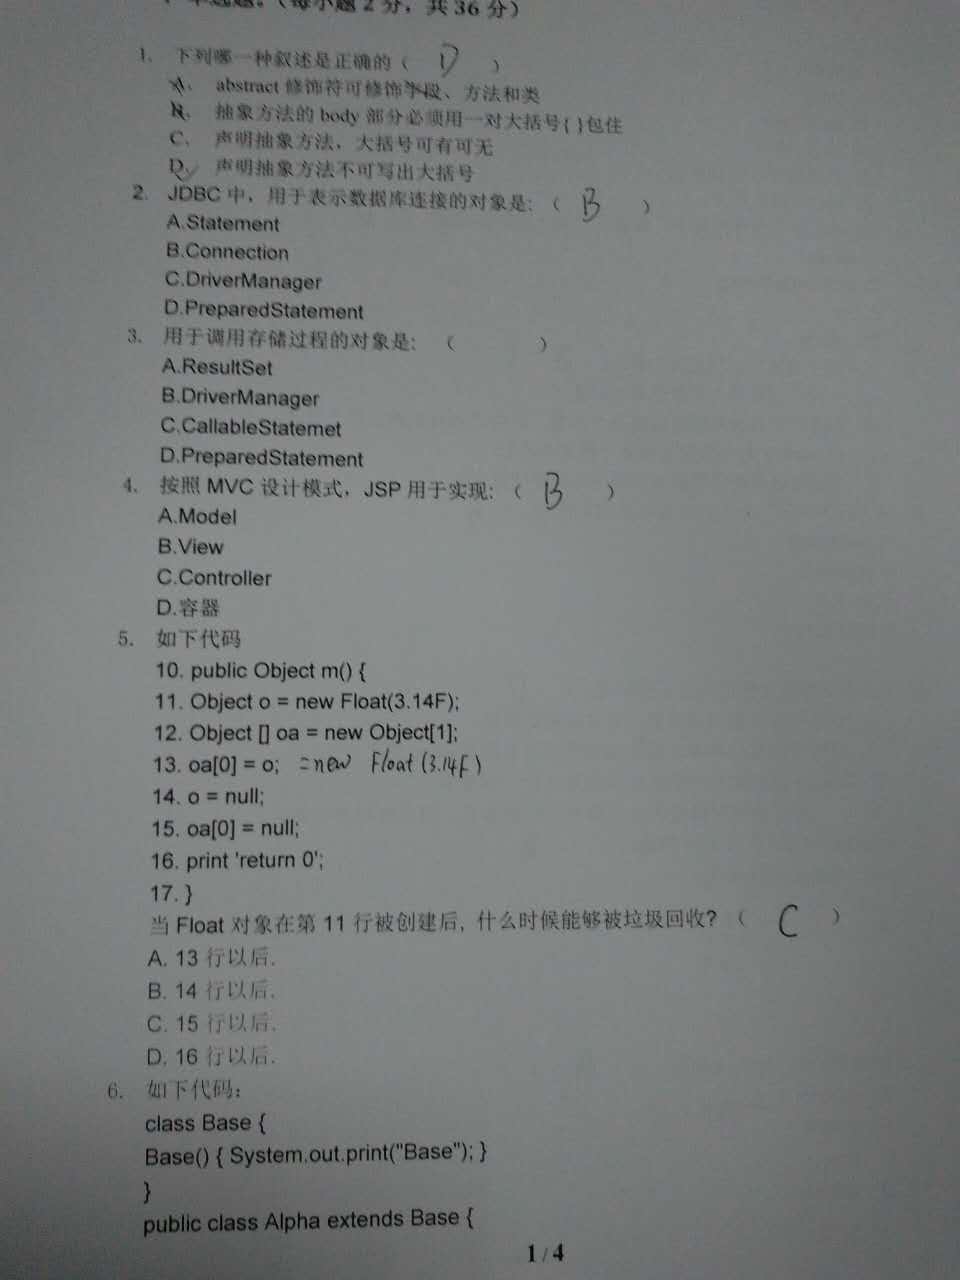 单选题：（每小题2分，共36分）
1. 下列哪一种叙述是正确的（ D ）
A. abstract 修饰符可修饰字段、方法和类
B. 抽象方法的 body 部分必须用一对大括号{ }包住
C. 声明抽象方法，大括号可有可无
D. 声明抽象方法不可写出大括号
2. JDBC 中，用于表示数据库连接的对象是:（ B ）
A.Statement
B.Connection
C.DriverManager
D.PreparedStatement
3. 用于调用存储过程的对象是: （ ）
A.ResultSet
B.DriverManager
C.CallableStatemet
D.PreparedStatement
4. 按照 MVC 设计模式，JSP 用于实现:（ B ）
A.Model
B.View
C.Controller
D.容器
5. 如下代码
10. public Object m() {
11. Object o = new Float(3.14F);
12. Object [] oa = new Object[1];
13. oa[0] = o; =new Float(3.14F)
14. o = null;
15. oa[0] = null;
16. print 'return 0';
17. }
当 Float 对象在第 11 行被创建后，什么时候能够被垃圾回收?（ C ）
A. 13 行以后.
B. 14 行以后.
C. 15 行以后.
D. 16 行以后.
6. 如下代码：
class Base {
Base() { System.out.print("Base"); }
}
public class Alpha extends Base {
1 / 4